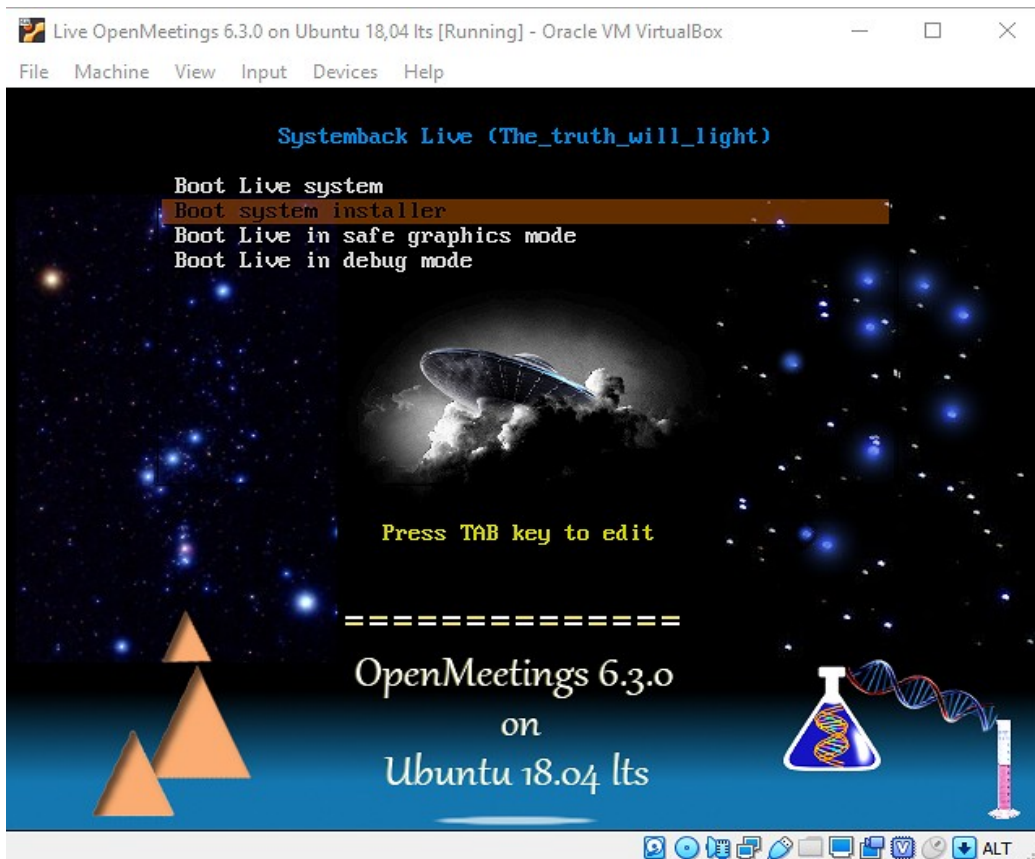 Live OpenMeetings 6.3.0 on Ubuntu 18,04 lts [Running] - Oracle VM VirtualBox
File Machine View Input Devices Help
Systemback Live (The_truth_will_light)
Boot Live system
Boot system installer
Boot Live in safe graphics mode
Boot Live in debug mode
Press TAB key to edit
==============
OpenMeetings 6.3.0
on
Ubuntu 18.04 lts
ALT